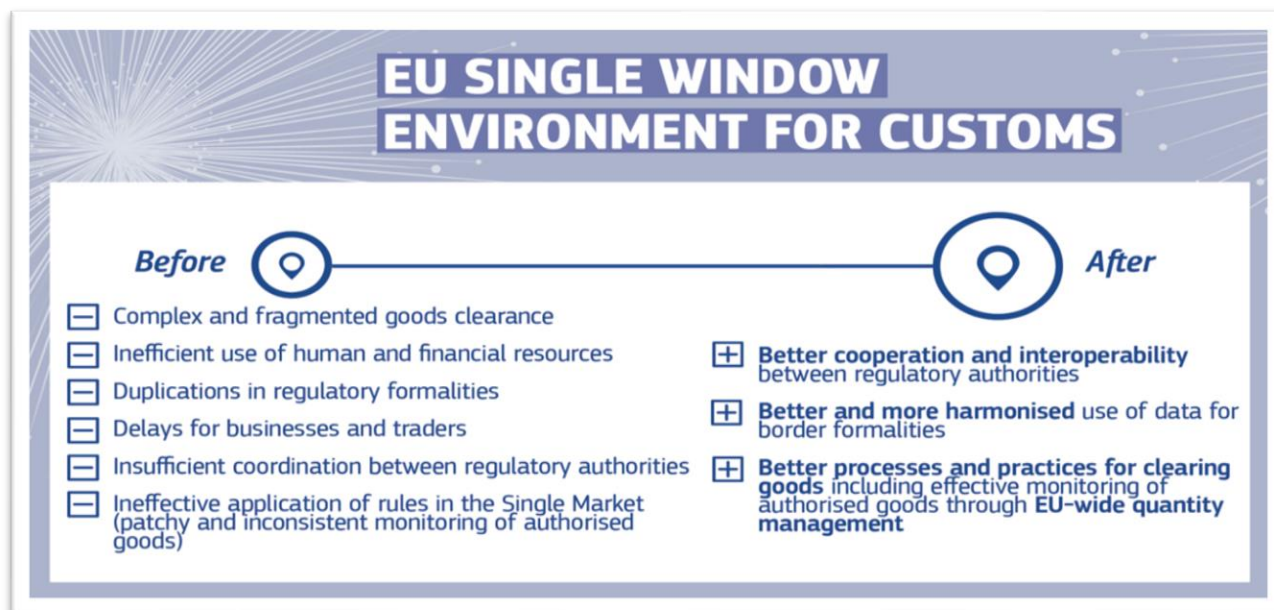 EU SINGLE WINDOW
ENVIRONMENT FOR CUSTOMS
Before
Complex and fragmented goods clearance
Inefficient use of human and financial resources
Duplications in regulatory formalities
Delays for businesses and traders
Insufficient coordination between regulatory authorities
Ineffective application of rules in the Single Market
(patchy and inconsistent monitoring of authorised
goods)
After
Better cooperation and interoperability
between regulatory authorities
Better and more harmonised use of data for
border formalities
Better processes and practices for clearing
goods including effective monitoring of
authorised goods through EU-wide quantity
management